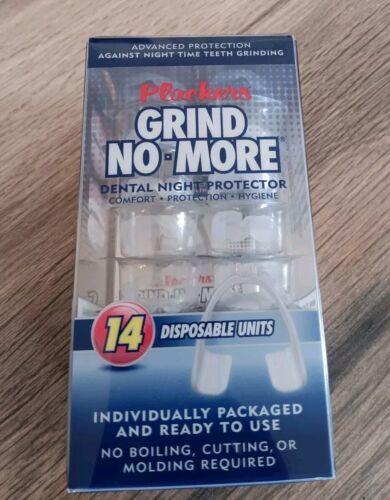 ADVANCED PROTECTION
AGAINST NIGHT TIME TEETH GRINDING
Plackers
GRIND
NO•MORE®
DENTAL NIGHT PROTECTOR
COMFORT • PROTECTION • HYGIENE
Plackers
14 DISPOSABLE UNITS
INDIVIDUALLY PACKAGED
AND READY TO USE
NO BOILING, CUTTING, OR
MOLDING REQUIRED